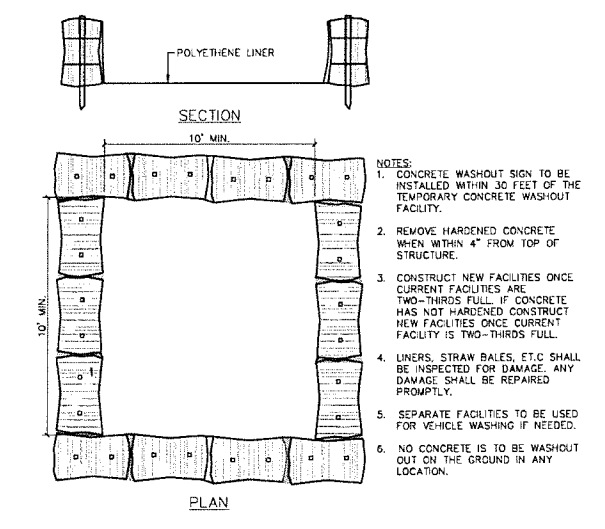 POLYETHENE LINER
SECTION
10' MIN.
10' MIN.
PLAN
NOTES:
1. CONCRETE WASHOUT SIGN TO BE
INSTALLED WITHIN 30 FEET OF THE
TEMPORARY CONCRETE WASHOUT
FACILITY.
2. REMOVE HARDENED CONCRETE
WHEN WITHIN 4" FROM TOP OF
STRUCTURE.
3. CONSTRUCT NEW FACILITIES ONCE
CURRENT FACILITIES ARE
TWO-THIRDS FULL. IF CONCRETE
HAS NOT HARDENED CONSTRUCT
NEW FACILITIES ONCE CURRENT
FACILITY IS TWO-THIRDS FULL.
4. LINERS, STRAW BALES, ET.C SHALL
BE INSPECTED FOR DAMAGE. ANY
DAMAGE SHALL BE REPAIRED
PROMPTLY.
5. SEPARATE FACILITIES TO BE USED
FOR VEHICLE WASHING IF NEEDED.
6. NO CONCRETE IS TO BE WASHOUT
OUT ON THE GROUND IN ANY
LOCATION.